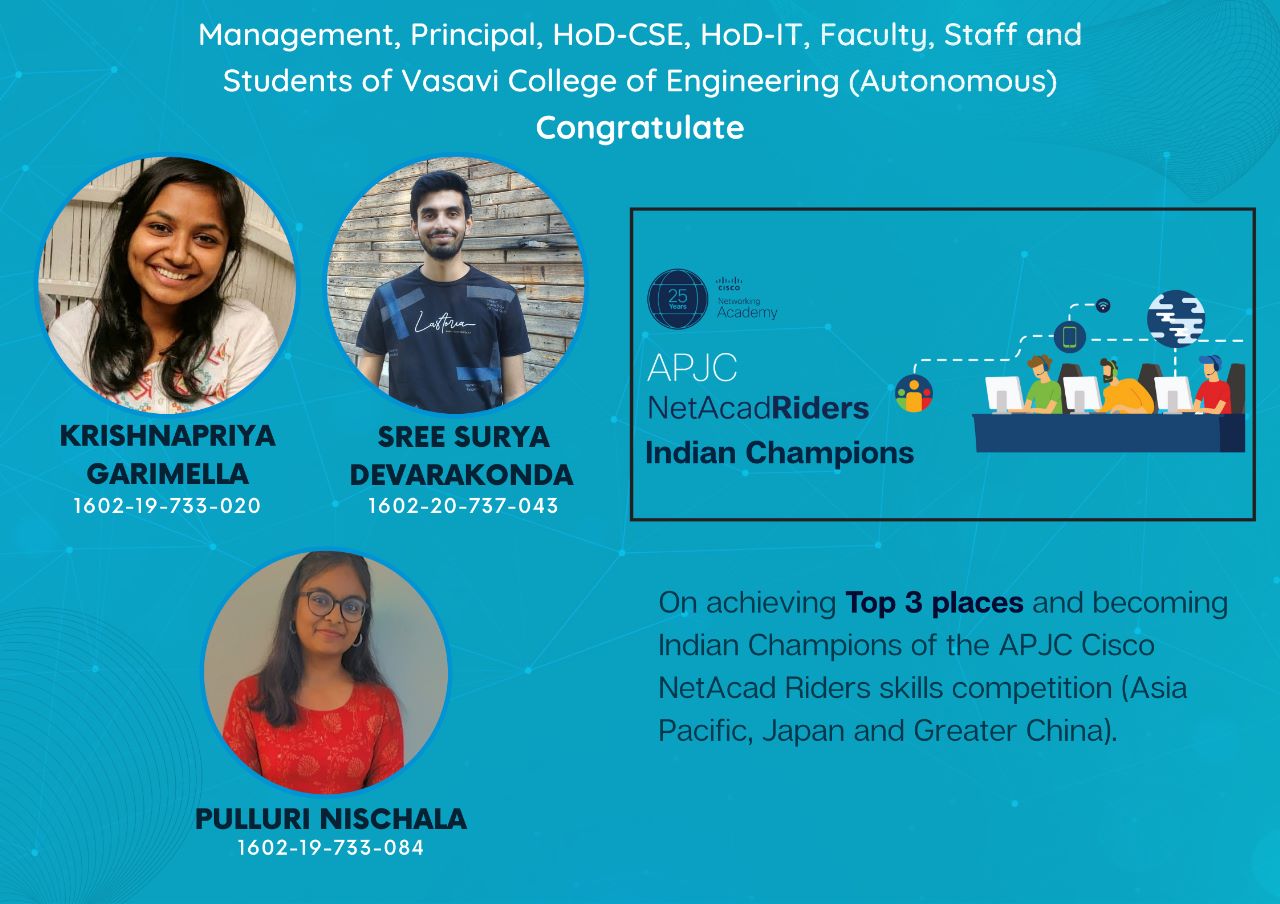 Management, Principal, HoD-CSE, HoD-IT, Faculty, Staff and
Students of Vasavi College of Engineering (Autonomous)
Congratulate
KRISHNAPRIYA
GARIMELLA
1602-19-733-020
SREE SURYA
DEVARAKONDA
1602-20-737-043
PULLURI NISCHALA
1602-19-733-084
25
Years
CISCO
Networking
Academy
APJC
NetAcadRiders
Indian Champions
On achieving Top 3 places and becoming
Indian Champions of the APJC Cisco
NetAcad Riders skills competition (Asia
Pacific, Japan and Greater China).